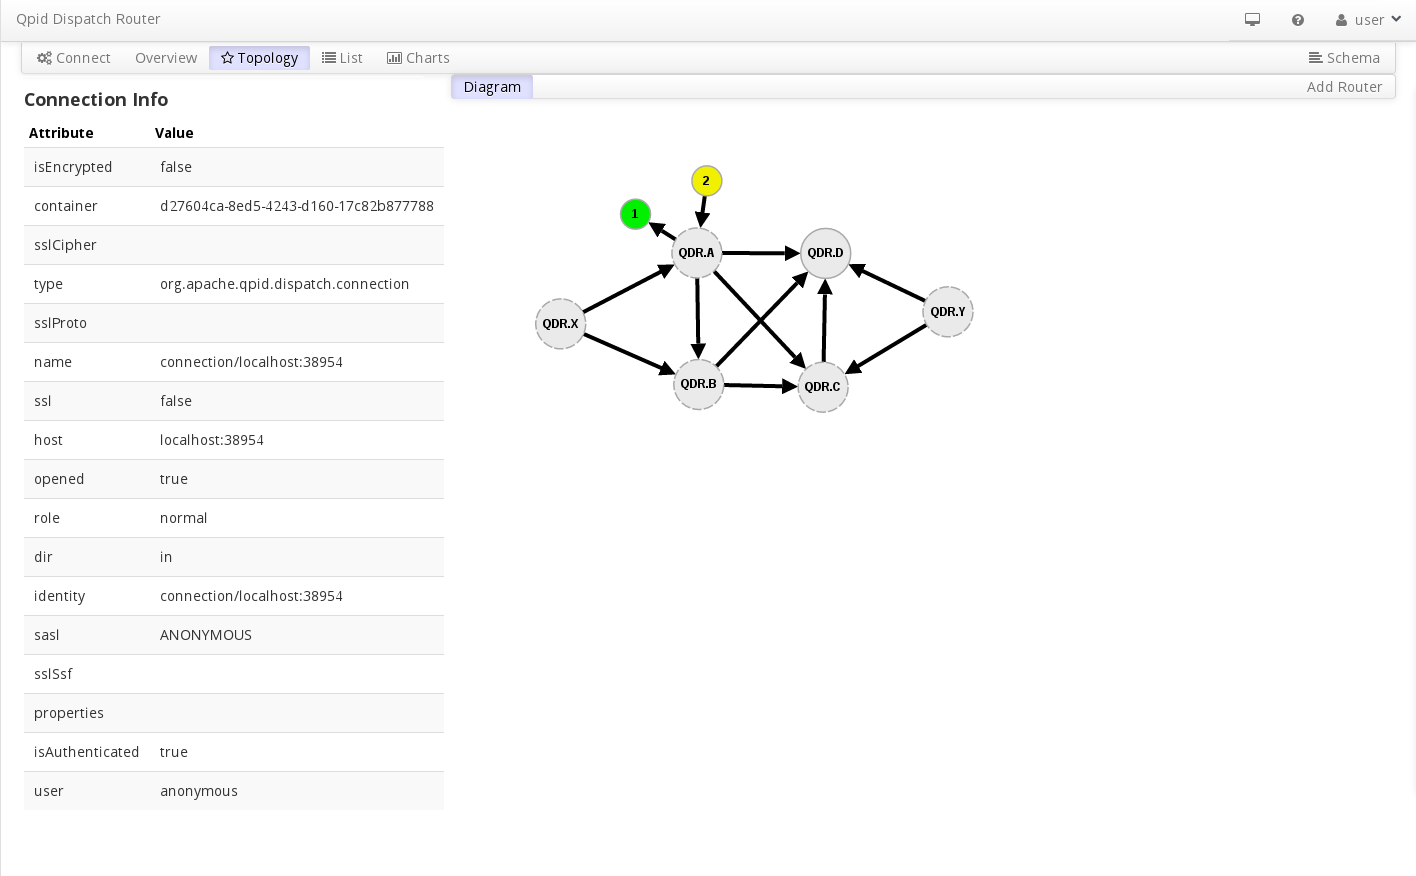 Qpid Dispatch Router
user
Connect Overview Topology List Charts Schema
Connection Info
Diagram Add Router
Attribute Value
isEncrypted false
container d27604ca-8ed5-4243-d160-17c82b877788
sslCipher
type org.apache.qpid.dispatch.connection
sslProto
name connection/localhost:38954
ssl false
host localhost:38954
opened true
role normal
dir in
identity connection/localhost:38954
sasl ANONYMOUS
sslSsf
properties
isAuthenticated true
user anonymous
2
1
QDR.A QDR.D
QDR.X QDR.Y
QDR.B QDR.C